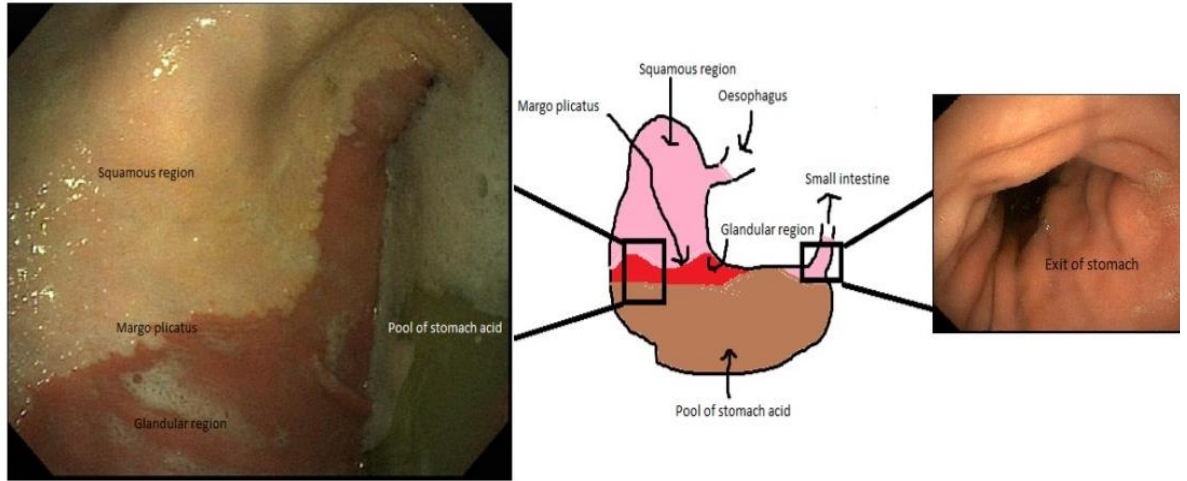 Squamous region
Margo plicatus
Pool of stomach acid
Glandular region
Squamous region
Oesophagus
Margo plicatus
Small intestine
Glandular region
Pool of stomach acid
Exit of stomach